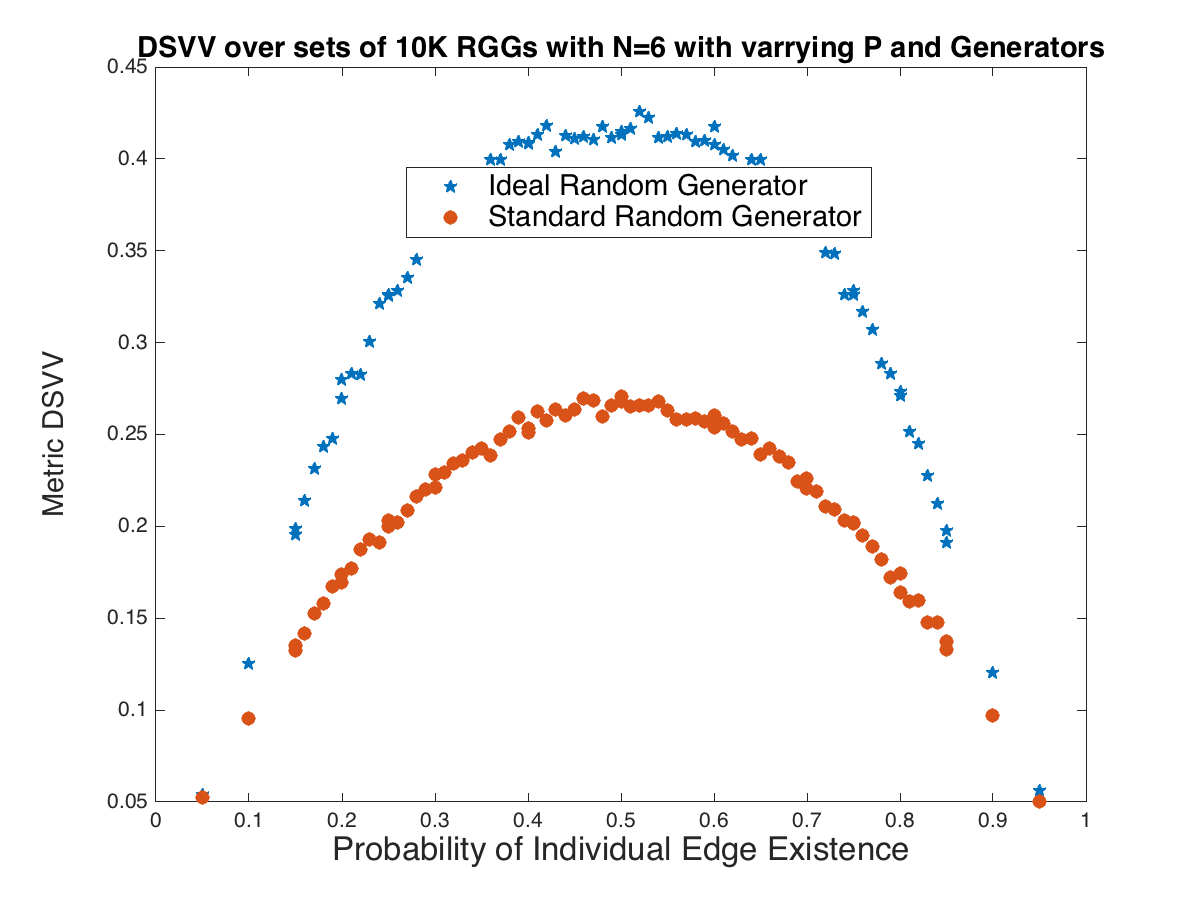 DSVV over sets of 10K RGGs with N=6 with varrying P and Generators
0.45
0.4
0.35
0.3
0.25
0.2
0.15
0.1
0.05
Metric DSVV
Ideal Random Generator
Standard Random Generator
0 0.1 0.2 0.3 0.4 0.5 0.6 0.7 0.8 0.9 1
Probability of Individual Edge Existence